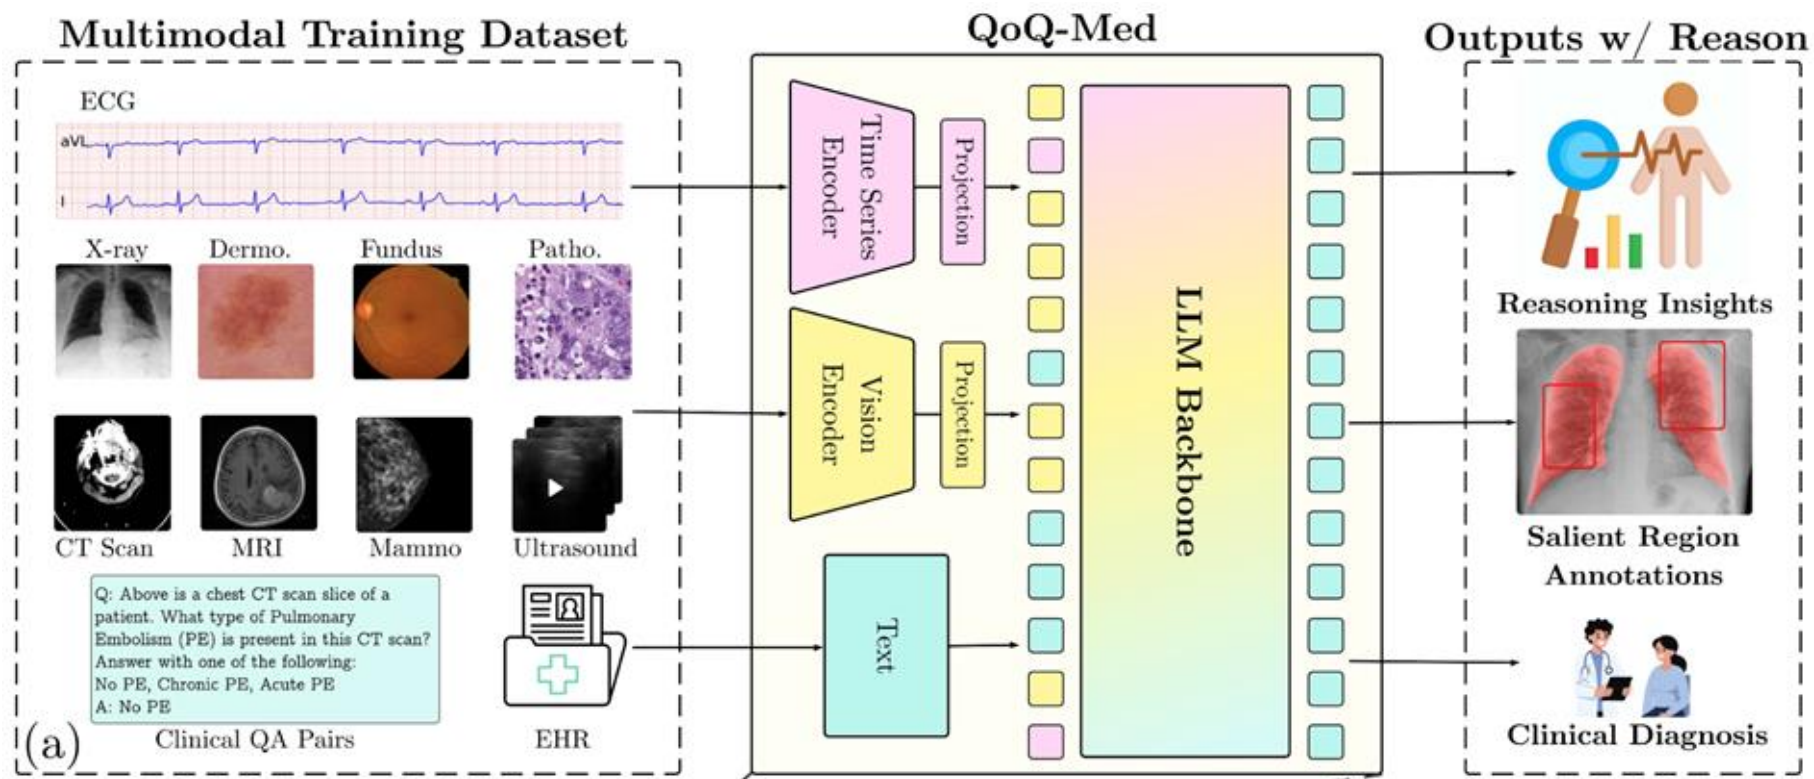 Multimodal Training Dataset
QoQ-Med
Outputs w/ Reason
ECG
aVL
I
X-ray
Dermo.
Fundus
Patho.
CT Scan
MRI
Mammo
Ultrasound
Q: Above is a chest CT scan slice of a
patient. What type of Pulmonary
Embolism (PE) is present in this CT scan?
Answer with one of the following:
No PE, Chronic PE, Acute PE
A: No PE
Clinical QA Pairs
EHR
(a)
Time Series
Encoder
Projection
Vision
Encoder
Projection
Text
LLM Backbone
Reasoning Insights
Salient Region
Annotations
Clinical Diagnosis